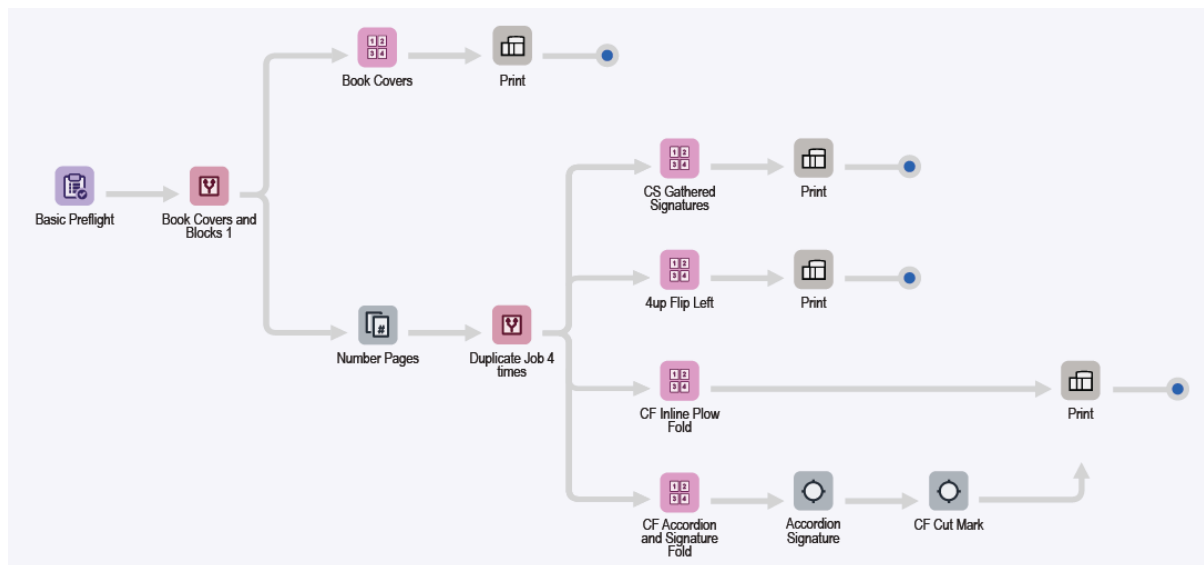 Book Covers
Print
CS Gathered
Signatures
Print
Basic Preflight
Book Covers and
Blocks 1
4up Flip Left
Print
Number Pages
Duplicate Job 4
times
CF Inline Plow
Fold
Print
CF Accordion
and Signature
Fold
Accordion
Signature
CF Cut Mark